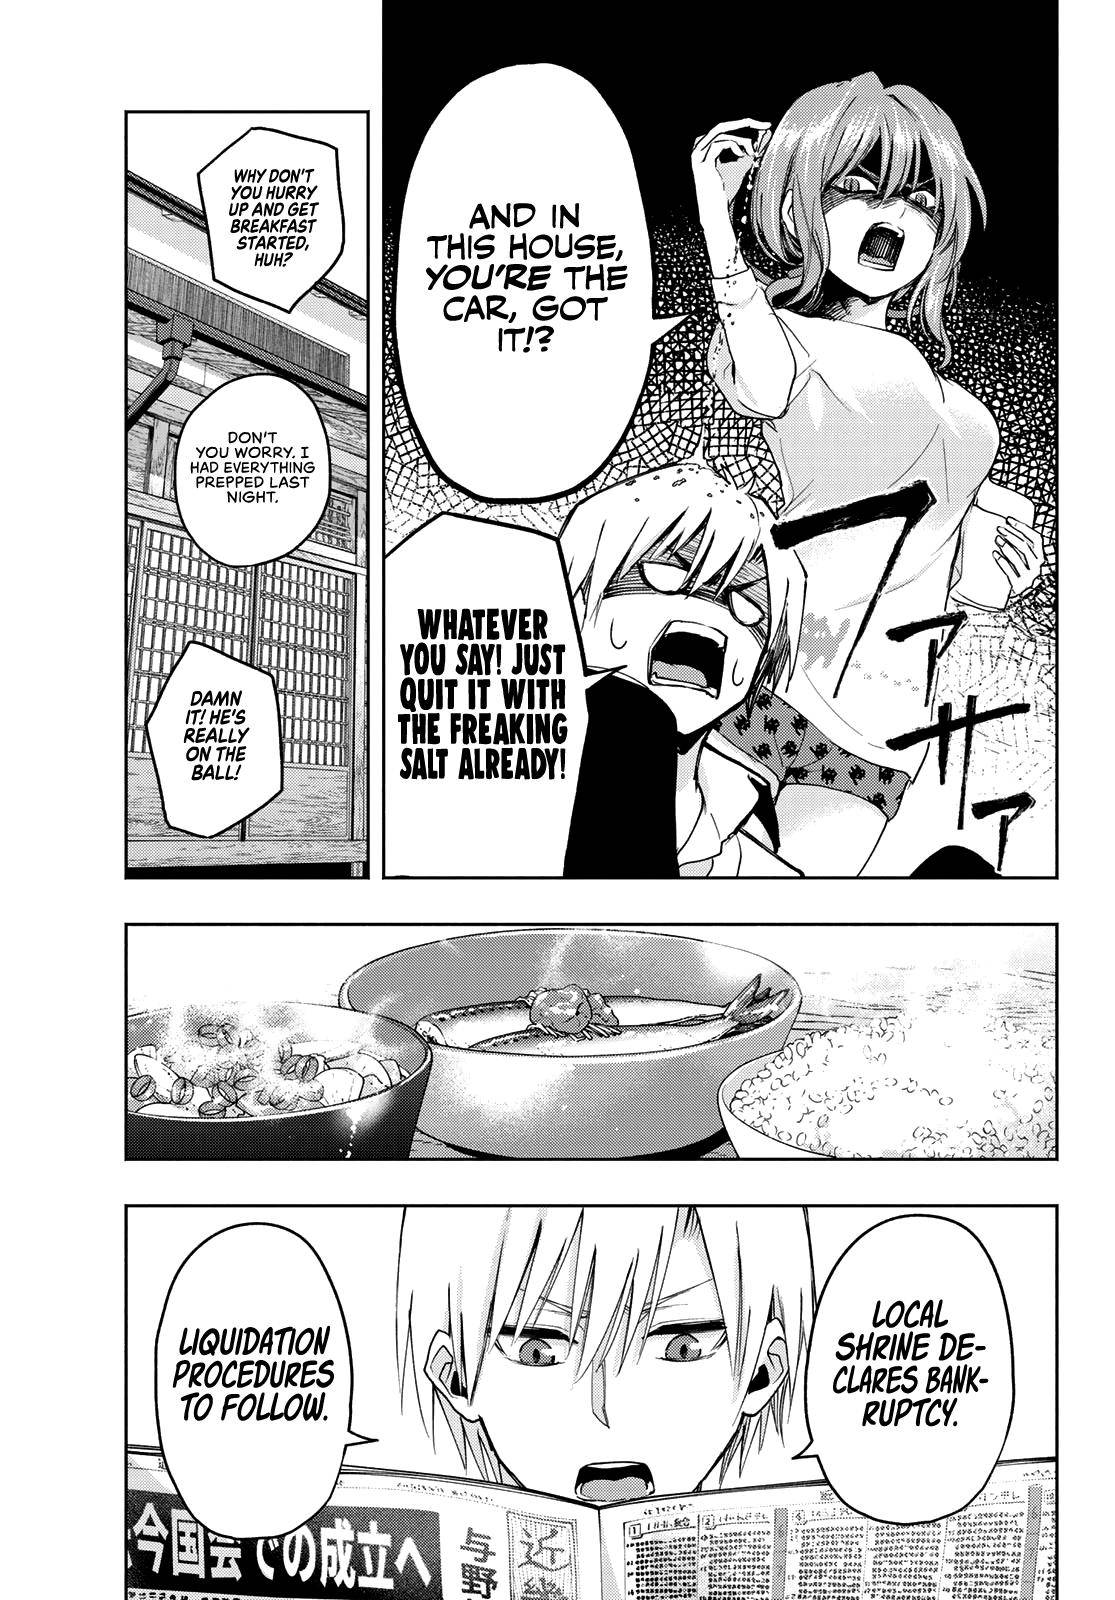 AND IN
THIS HOUSE,
YOU'RE THE
CAR, GOT
IT!?
WHATEVER
YOU SAY! JUST
QUIT IT WITH
THE FREAKING
SALT ALREADY!
ファ
サァ
WHY DON'T
YOU HURRY
UP AND GET
BREAKFAST
STARTED,
HUH?
DON'T
YOU WORRY. I
HAD EVERYTHING
PREPPED LAST
NIGHT.
DAMN
IT! HE'S
REALLY
ON THE
BALL!
LOCAL
SHRINE DE-
CLARES BANK-
RUPTCY.
LIQUIDATION
PROCEDURES
TO FOLLOW.
今国会での成立へ
与野
近畿